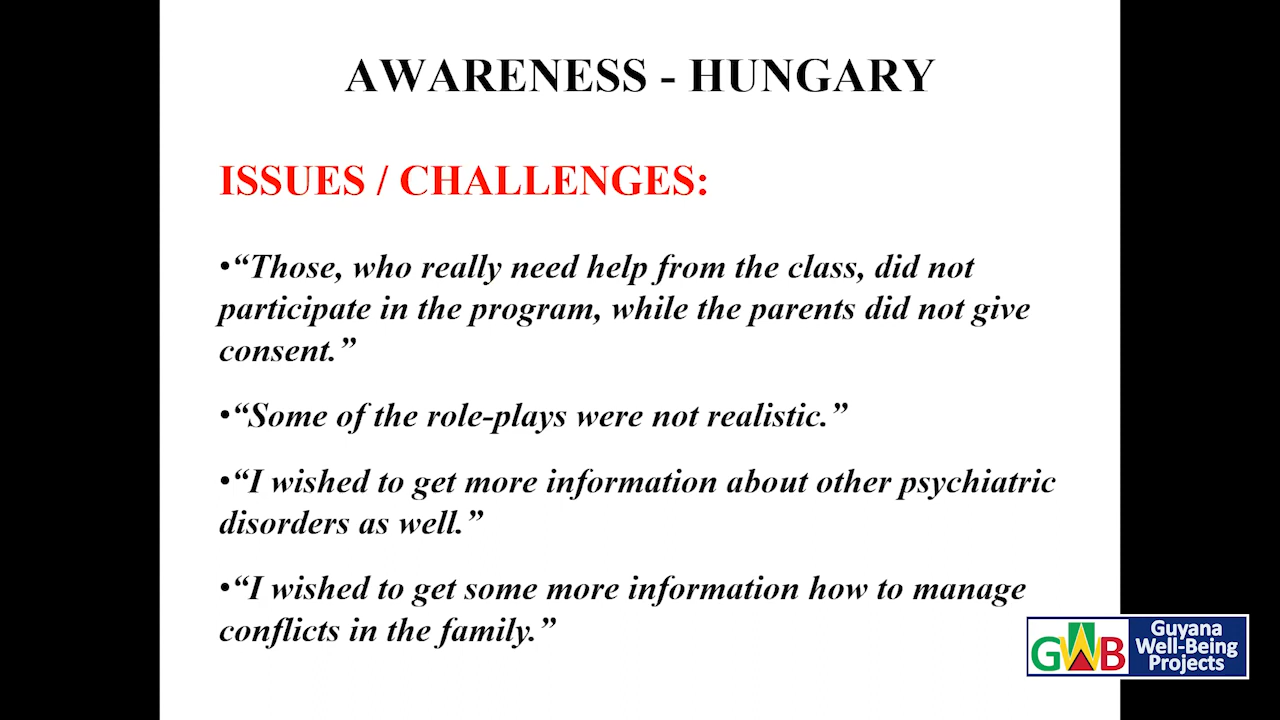 AWARENESS - HUNGARY
ISSUES / CHALLENGES:
•“Those, who really need help from the class, did not
participate in the program, while the parents did not give
consent.”
•“Some of the role-plays were not realistic.”
•“I wished to get more information about other psychiatric
disorders as well.”
•“I wished to get some more information how to manage
conflicts in the family.”
GWB
Guyana
Well-Being
Projects